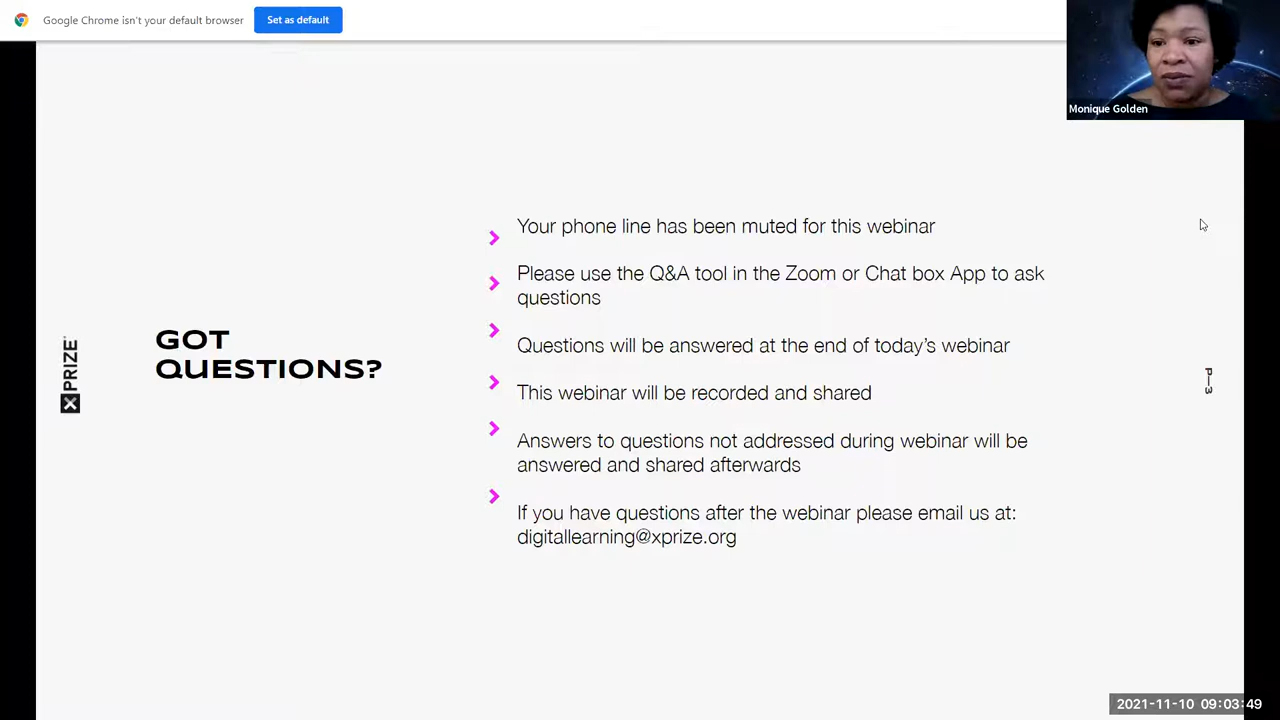 Google Chrome isn't your default browser
Set as default
Monique Golden
Your phone line has been muted for this webinar
Please use the Q&A tool in the Zoom or Chat box App to ask
questions
GOT
QUESTIONS?
Questions will be answered at the end of today's webinar
This webinar will be recorded and shared
Answers to questions not addressed during webinar will be
answered and shared afterwards
If you have questions after the webinar please email us at:
digitallearning@xprize.org
XPRIZE
P—3
2021-11-10 09:03:49